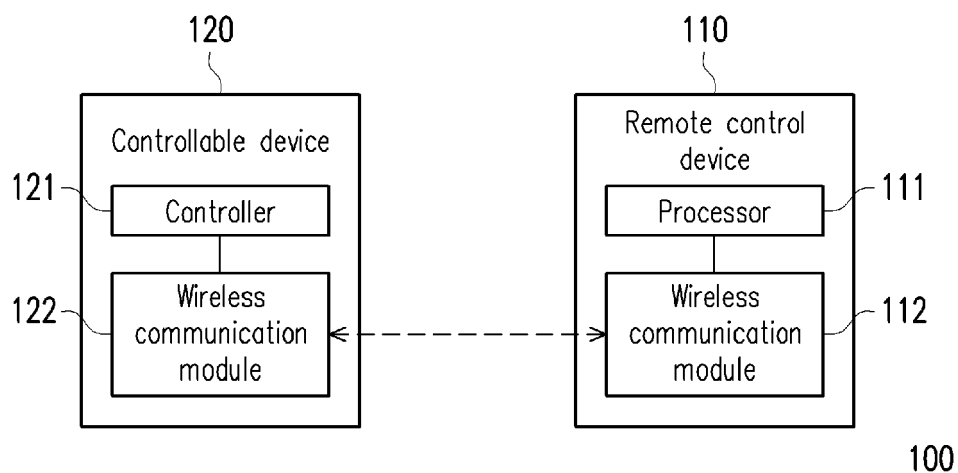 120
110
Controllable device
Remote control
device
121
Controller
Processor
111
122
Wireless
communication
module
Wireless
communication
module
112
100